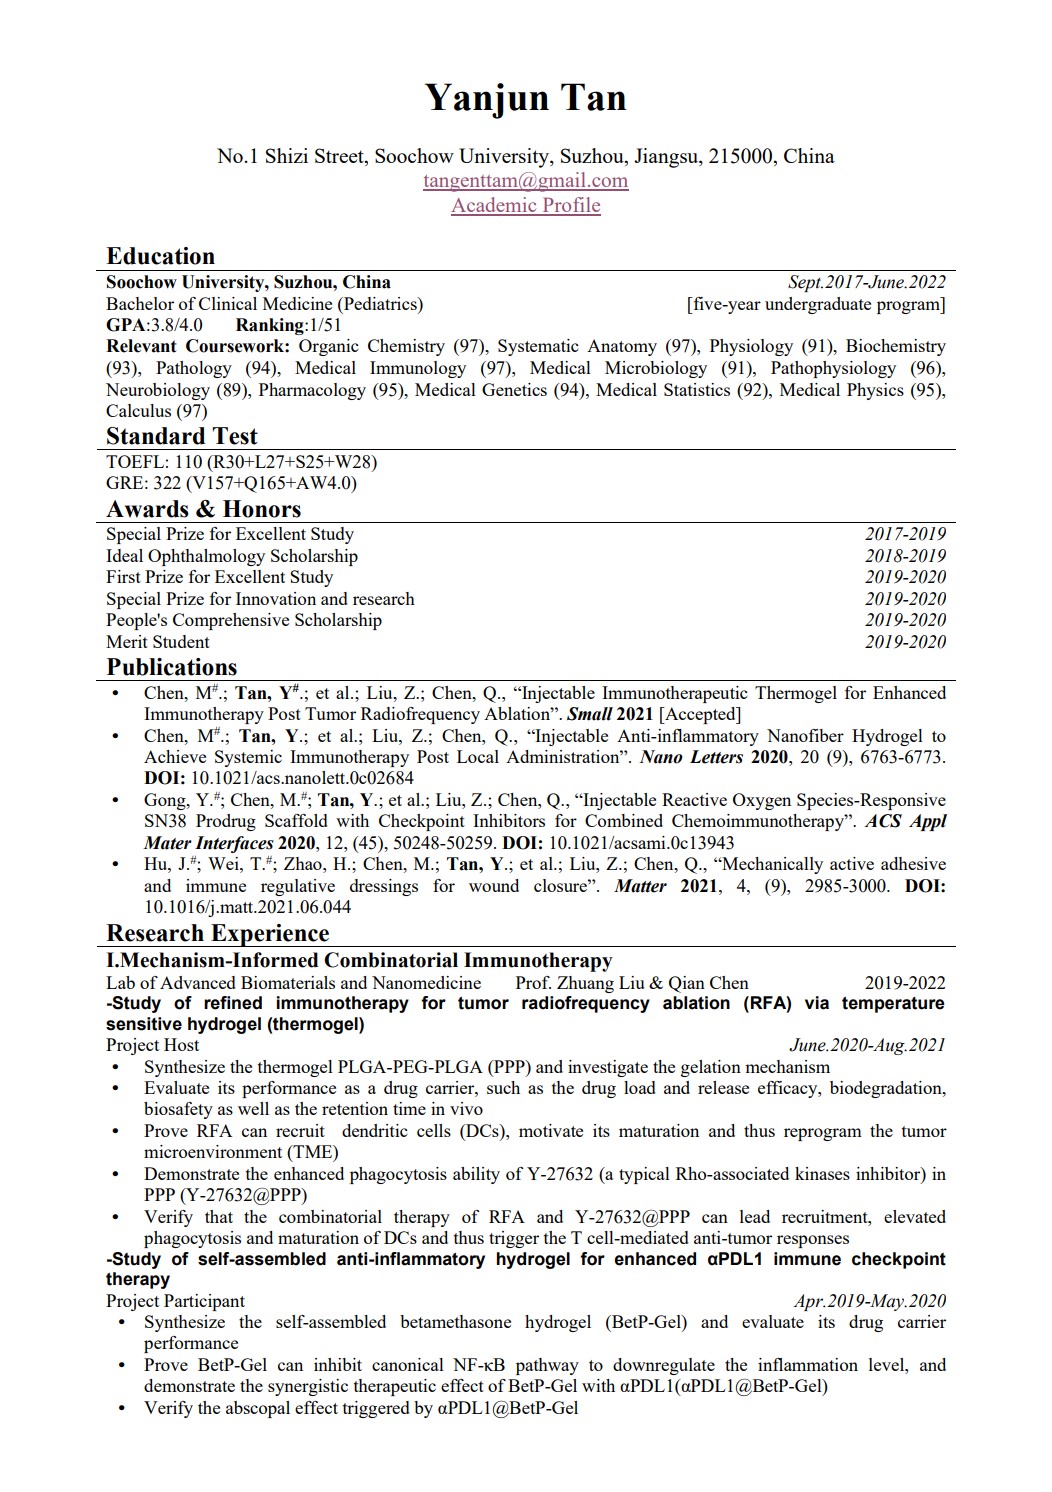 Yanjun Tan
No.1 Shizi Street, Soochow University, Suzhou, Jiangsu, 215000, China
tangenttam@gmail.com
Academic Profile
Education
Soochow University, Suzhou, China Sept.2017-June.2022
Bachelor of Clinical Medicine (Pediatrics) [five-year undergraduate program]
GPA:3.8/4.0 Ranking:1/51
Relevant Coursework: Organic Chemistry (97), Systematic Anatomy (97), Physiology (91), Biochemistry
(93), Pathology (94), Medical Immunology (97), Medical Microbiology (91), Pathophysiology (96),
Neurobiology (89), Pharmacology (95), Medical Genetics (94), Medical Statistics (92), Medical Physics (95),
Calculus (97)
Standard Test
TOEFL: 110 (R30+L27+S25+W28)
GRE: 322 (V157+Q165+AW4.0)
Awards & Honors
Special Prize for Excellent Study 2017-2019
Ideal Ophthalmology Scholarship 2018-2019
First Prize for Excellent Study 2019-2020
Special Prize for Innovation and research 2019-2020
People's Comprehensive Scholarship 2019-2020
Merit Student 2019-2020
Publications
• Chen, M#.; Tan, Y#.; et al.; Liu, Z.; Chen, Q., “Injectable Immunotherapeutic Thermogel for Enhanced
Immunotherapy Post Tumor Radiofrequency Ablation”. Small 2021 [Accepted]
• Chen, M#.; Tan, Y.; et al.; Liu, Z.; Chen, Q., “Injectable Anti-inflammatory Nanofiber Hydrogel to
Achieve Systemic Immunotherapy Post Local Administration”. Nano Letters 2020, 20 (9), 6763-6773.
DOI: 10.1021/acs.nanolett.0c02684
• Gong, Y.#; Chen, M.#; Tan, Y.; et al.; Liu, Z.; Chen, Q., “Injectable Reactive Oxygen Species-Responsive
SN38 Prodrug Scaffold with Checkpoint Inhibitors for Combined Chemoimmunotherapy”. ACS Appl
Mater Interfaces 2020, 12, (45), 50248-50259. DOI: 10.1021/acsami.0c13943
• Hu, J.#; Wei, T.#; Zhao, H.; Chen, M.; Tan, Y.; et al.; Liu, Z.; Chen, Q., “Mechanically active adhesive
and immune regulative dressings for wound closure”. Matter 2021, 4, (9), 2985-3000. DOI:
10.1016/j.matt.2021.06.044
Research Experience
I.Mechanism-Informed Combinatorial Immunotherapy
Lab of Advanced Biomaterials and Nanomedicine Prof. Zhuang Liu & Qian Chen 2019-2022
-Study of refined immunotherapy for tumor radiofrequency ablation (RFA) via temperature
sensitive hydrogel (thermogel)
Project Host June.2020-Aug.2021
• Synthesize the thermogel PLGA-PEG-PLGA (PPP) and investigate the gelation mechanism
• Evaluate its performance as a drug carrier, such as the drug load and release efficacy, biodegradation,
biosafety as well as the retention time in vivo
• Prove RFA can recruit dendritic cells (DCs), motivate its maturation and thus reprogram the tumor
microenvironment (TME)
• Demonstrate the enhanced phagocytosis ability of Y-27632 (a typical Rho-associated kinases inhibitor) in
PPP (Y-27632@PPP)
• Verify that the combinatorial therapy of RFA and Y-27632@PPP can lead recruitment, elevated
phagocytosis and maturation of DCs and thus trigger the T cell-mediated anti-tumor responses
-Study of self-assembled anti-inflammatory hydrogel for enhanced αPDL1 immune checkpoint
therapy
Project Participant Apr.2019-May.2020
• Synthesize the self-assembled betamethasone hydrogel (BetP-Gel) and evaluate its drug carrier
performance
• Prove BetP-Gel can inhibit canonical NF-κB pathway to downregulate the inflammation level, and
demonstrate the synergistic therapeutic effect of BetP-Gel with αPDL1(αPDL1@BetP-Gel)
• Verify the abscopal effect triggered by αPDL1@BetP-Gel